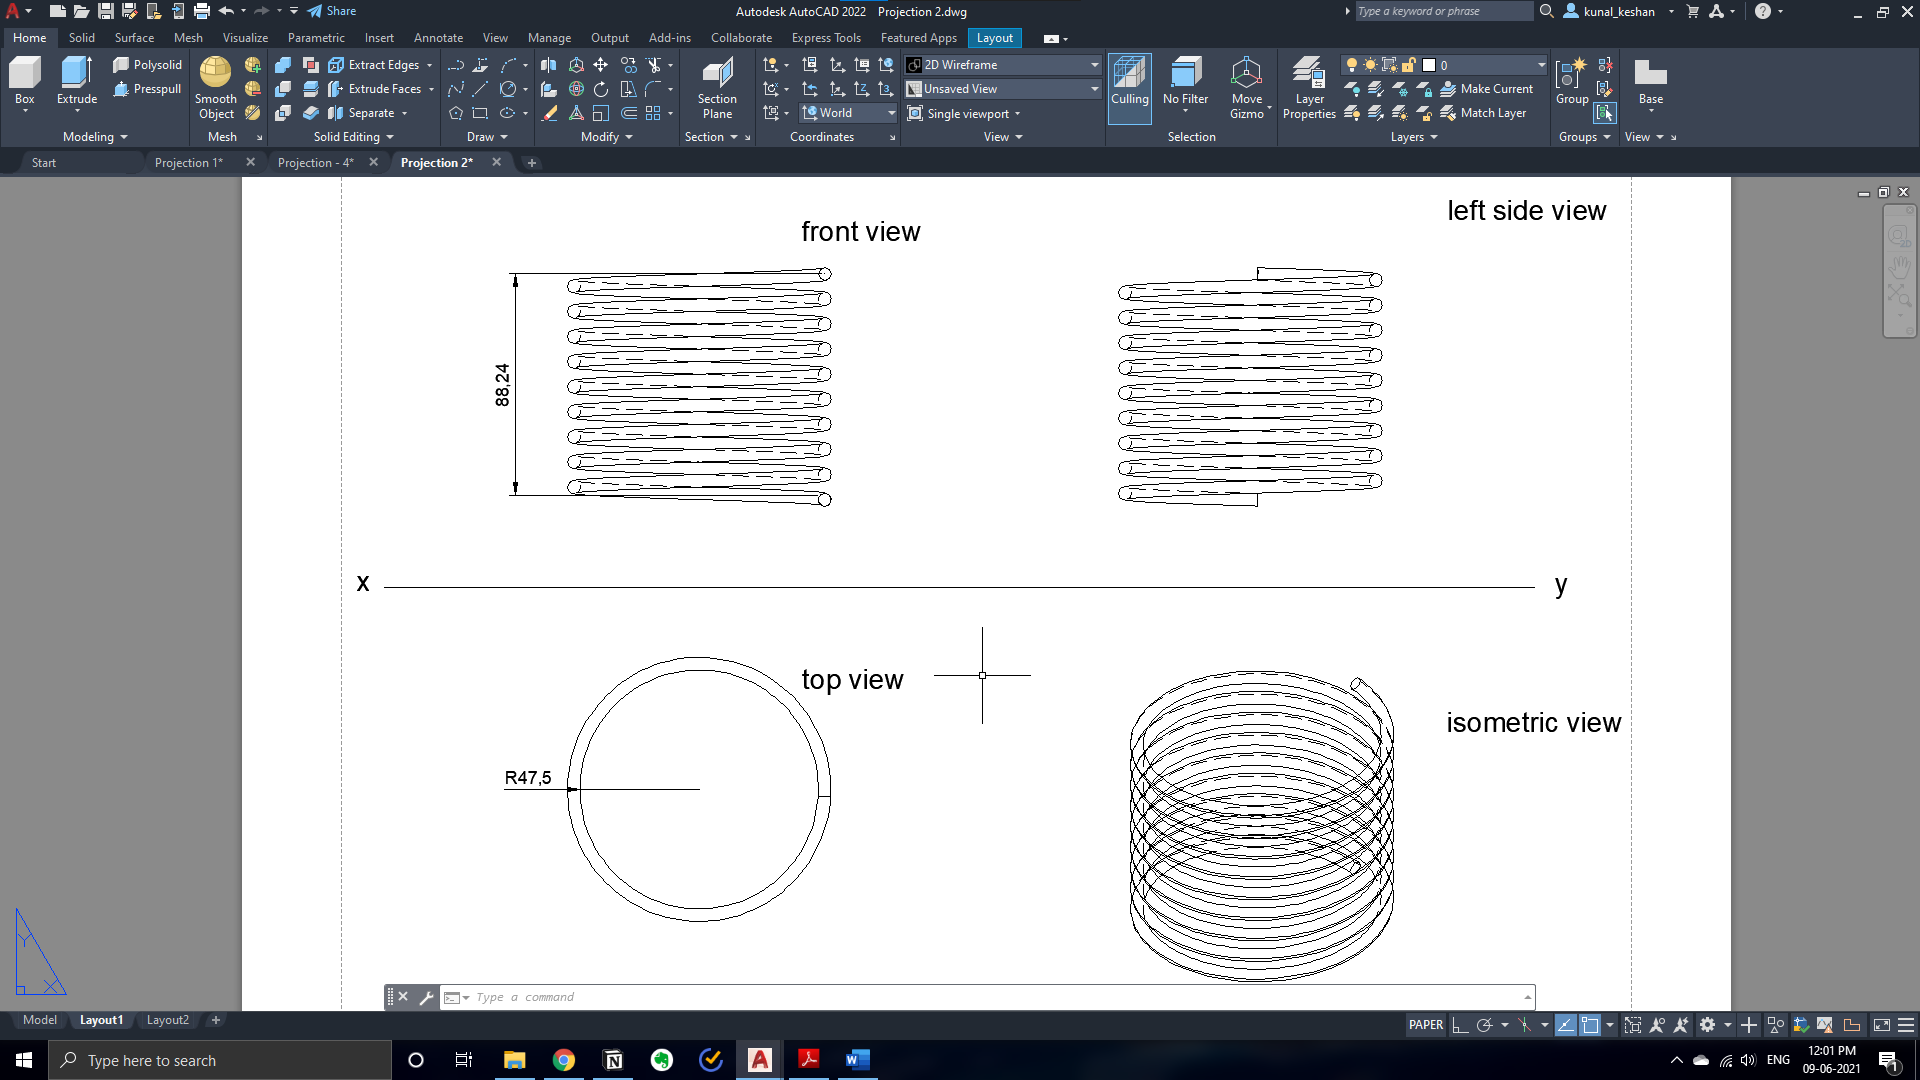 Share
Autodesk AutoCAD 2022 Projection 2.dwg
Type a keyword or phrase
kunal_keshan
Home Solid Surface Mesh Visualize Parametric Insert Annotate View Manage Output Add-ins Collaborate Express Tools Featured Apps Layout
Box
Extrude
Polysolid
Presspull
Modeling
Smooth
Object
Mesh
Extract Edges
Extrude Faces
Separate
Solid Editing
Draw
Modify
Section
Plane
Section
World
Coordinates
2D Wireframe
Unsaved View
Single viewport
View
Culling
No Filter
Move
Gizmo
Selection
Layer
Properties
0
Make Current
Match Layer
Layers
Group
Groups
Base
View
Start Projection 1* Projection - 4* Projection 2*
front view
left side view
88,24
x
y
top view
isometric view
R47,5
Y
X
Type a command
Model Layout1 Layout2
PAPER
Type here to search
ENG
12:01 PM
09-06-2021
1